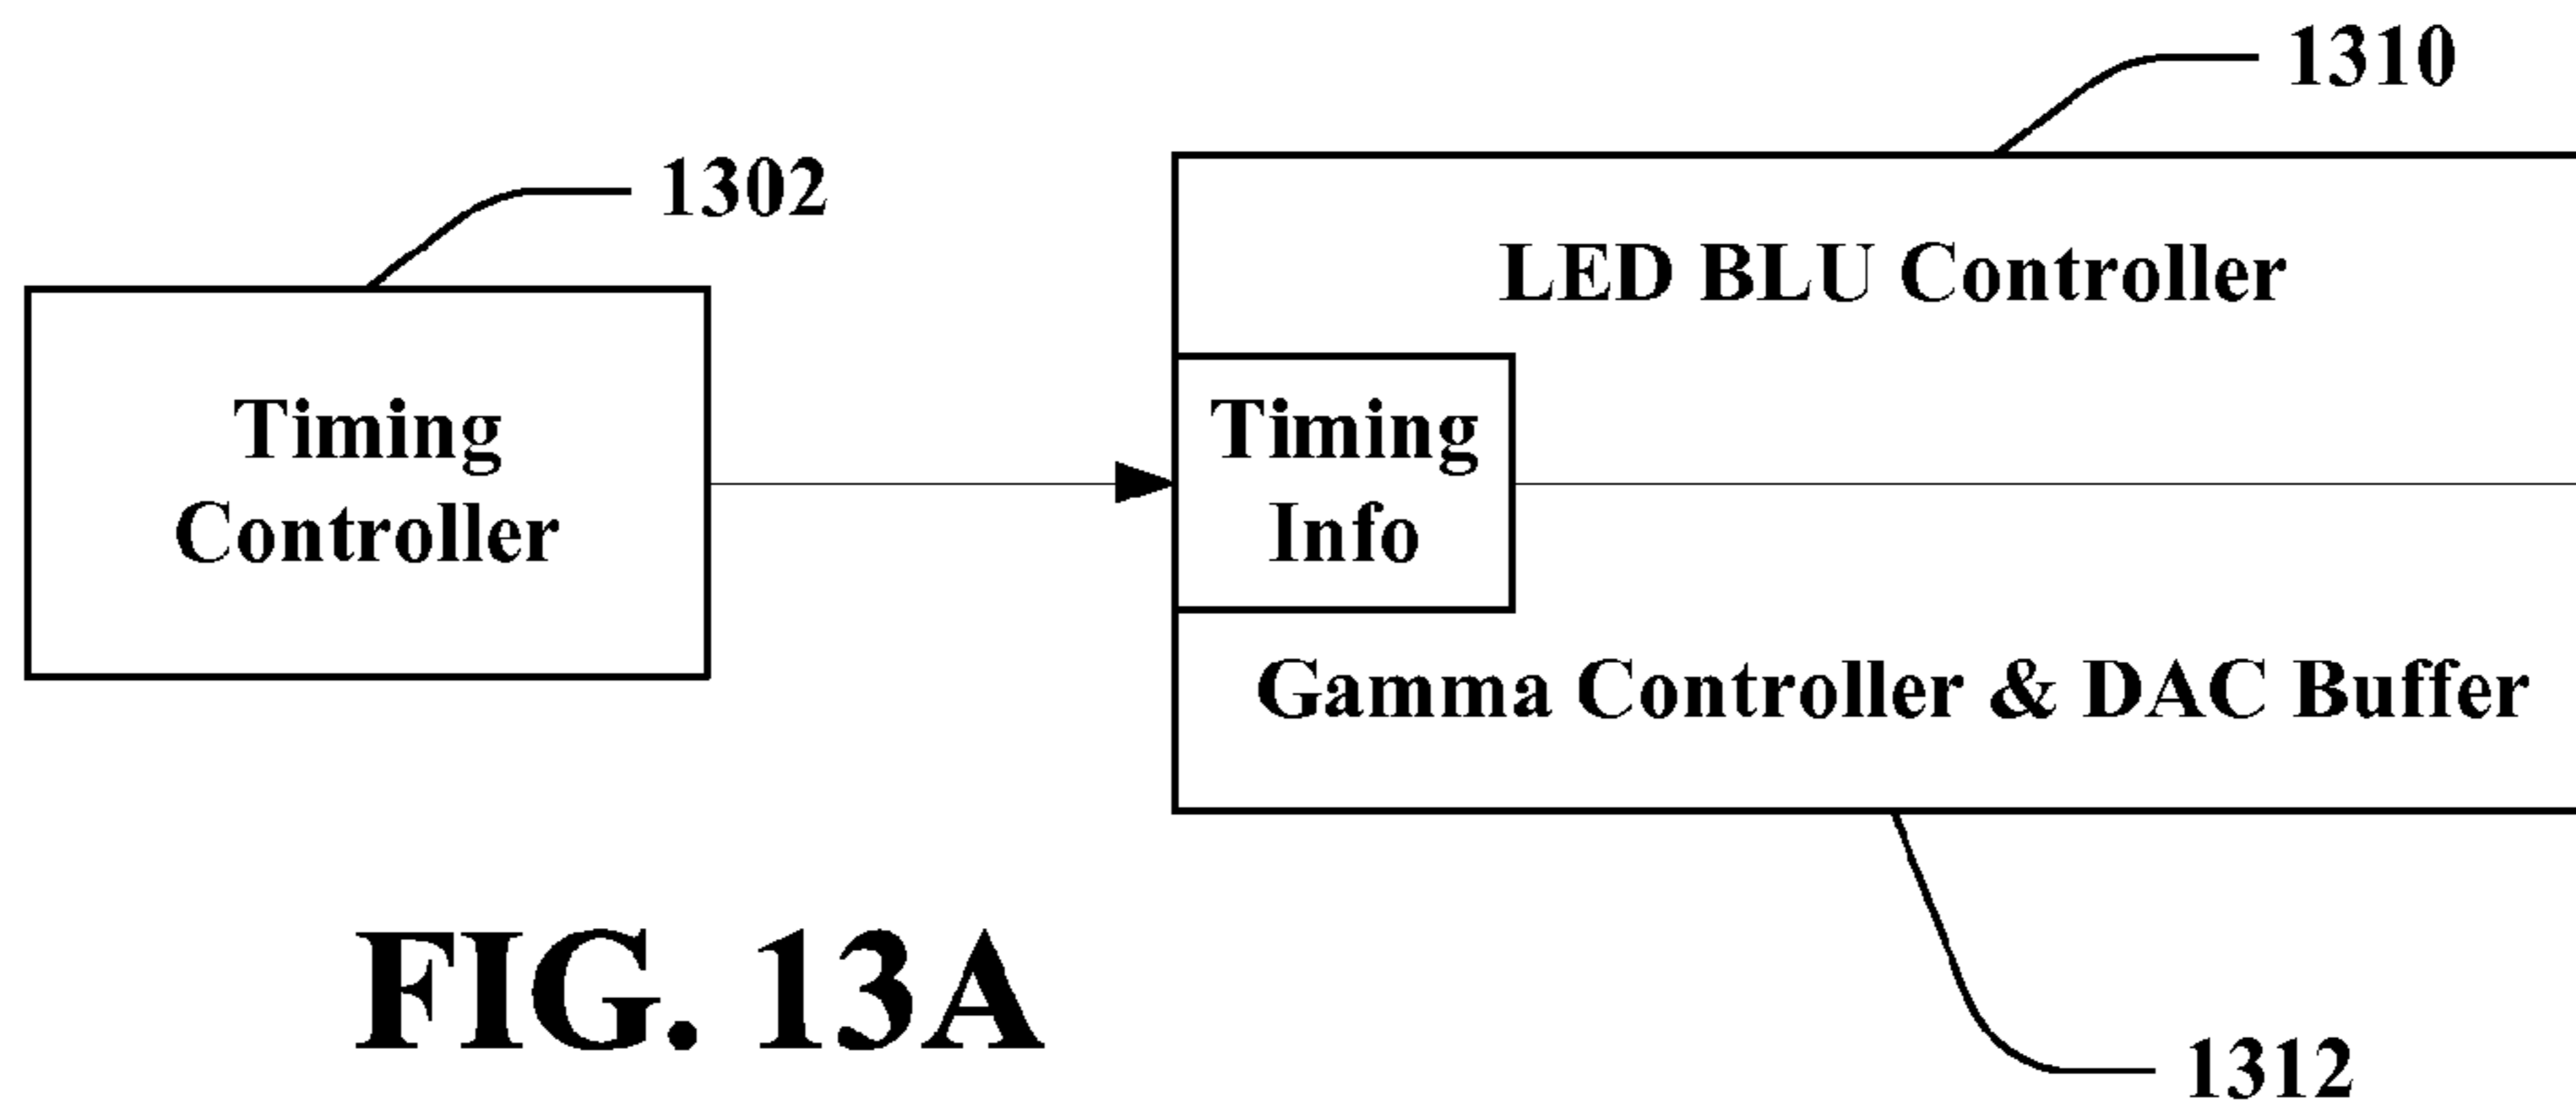 1310
1302
LED BLU Controller
Timing
Controller
Timing
Info
Gamma Controller & DAC Buffer
FIG. 13A
1312